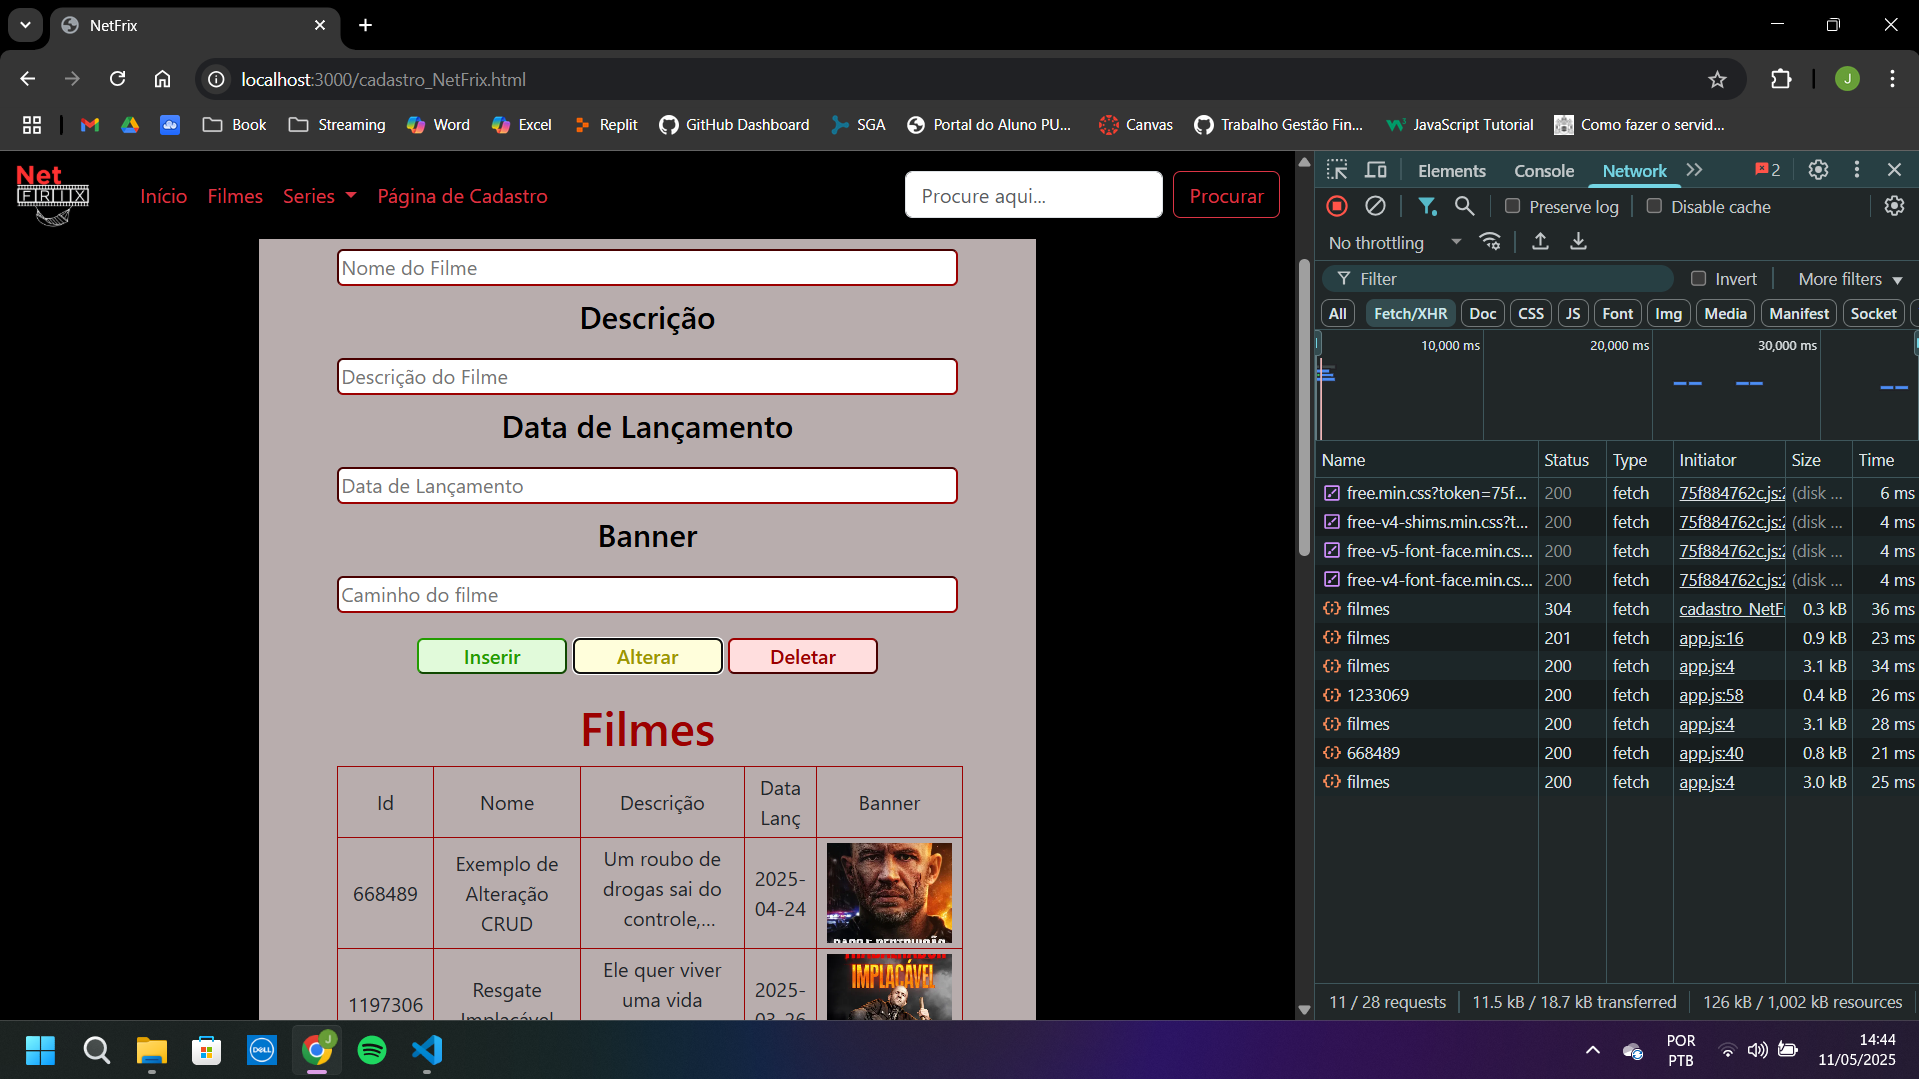 NetFrix
localhost:3000/cadastro_NetFrix.html
J
Book
Streaming
Word
Excel
Replit
GitHub Dashboard
SGA
Portal do Aluno PU...
Canvas
Trabalho Gestão Fin...
JavaScript Tutorial
Como fazer o servid...
Net
Início
Filmes
Series
Página de Cadastro
Procure aqui...
Procurar
Nome do Filme
Descrição
Descrição do Filme
Data de Lançamento
Data de Lançamento
Banner
Caminho do filme
Inserir
Alterar
Deletar
Filmes
Id
Nome
Descrição
Data
Lanç
Banner
668489
Exemplo de
Alteração
CRUD
Um roubo de
drogas sai do
controle,...
2025-
04-24
1197306
Resgate
Implacável
Ele quer viver
uma vida
2025-
03-26
IMPLACÁVEL
Elements
Console
Network
2
Preserve log
Disable cache
No throttling
Filter
Invert
More filters
All
Fetch/XHR
Doc
CSS
JS
Font
Img
Media
Manifest
Socket
10,000 ms
20,000 ms
30,000 ms
Name Status Type Initiator Size Time
free.min.css?token=75f... 200 fetch 75f884762c.js:2 (disk ... 6 ms
free-v4-shims.min.css?t... 200 fetch 75f884762c.js:2 (disk ... 4 ms
free-v5-font-face.min.cs... 200 fetch 75f884762c.js:2 (disk ... 4 ms
free-v4-font-face.min.cs... 200 fetch 75f884762c.js:2 (disk ... 4 ms
filmes 304 fetch cadastro_NetFr 0.3 kB 36 ms
filmes 201 fetch app.js:16 0.9 kB 23 ms
filmes 200 fetch app.js:4 3.1 kB 34 ms
1233069 200 fetch app.js:58 0.4 kB 26 ms
filmes 200 fetch app.js:4 3.1 kB 28 ms
668489 200 fetch app.js:40 0.8 kB 21 ms
filmes 200 fetch app.js:4 3.0 kB 25 ms
11 / 28 requests
11.5 kB / 18.7 kB transferred
126 kB / 1,002 kB resources
DELL
J
POR
PTB
14:44
11/05/2025